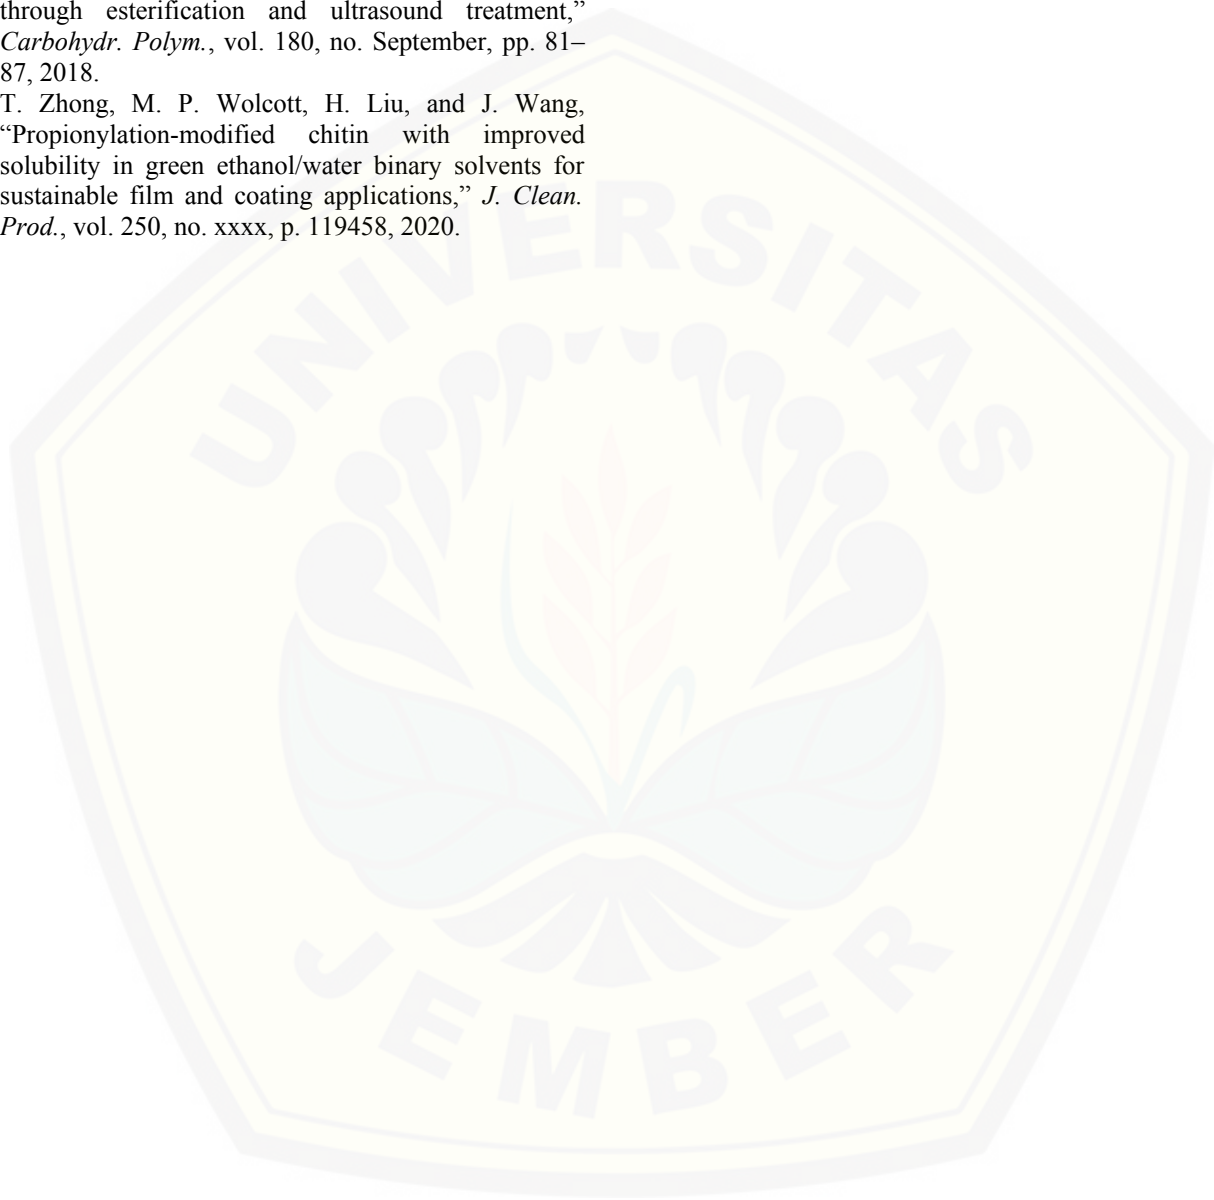 through esterification and ultrasound treatment,”
Carbohydr. Polym., vol. 180, no. September, pp. 81–
87, 2018.
T. Zhong, M. P. Wolcott, H. Liu, and J. Wang,
“Propionylation-modified chitin with improved
solubility in green ethanol/water binary solvents for
sustainable film and coating applications,” J. Clean.
Prod., vol. 250, no. xxxx, p. 119458, 2020.
UNIVERSITAS
JEMBER